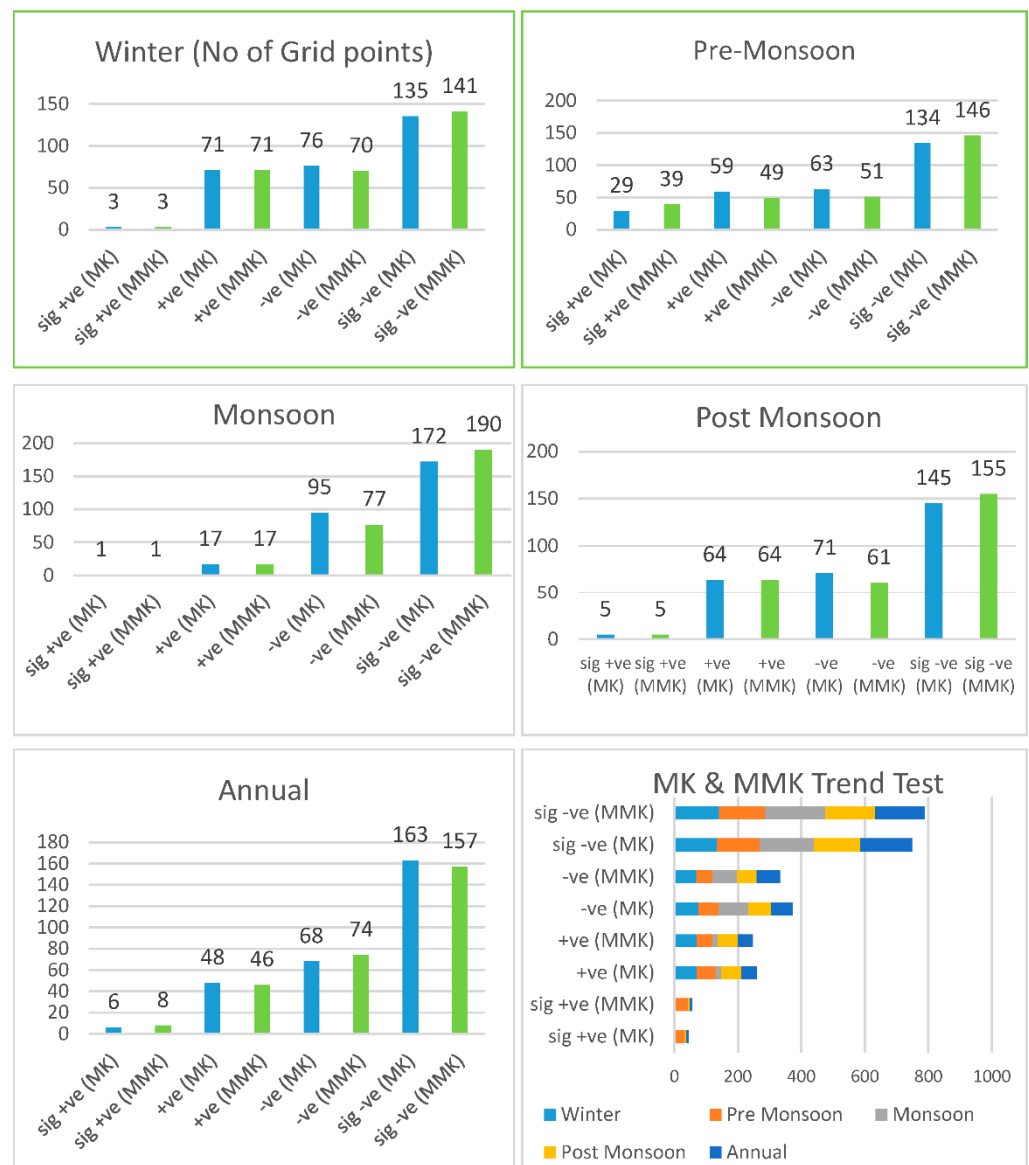 Winter (No of Grid points)
150
100
50
0
3
3
71
71
76
70
135
141
sig +ve (MK)
sig +ve (MMK)
+ve (MK)
+ve (MMK)
-ve (MK)
-ve (MMK)
sig -ve (MK)
sig -ve (MMK)
Pre-Monsoon
200
150
100
50
0
29
39
59
49
63
51
134
146
sig +ve (MK)
sig +ve (MMK)
+ve (MK)
+ve (MMK)
-ve (MK)
-ve (MMK)
sig -ve (MK)
sig -ve (MMK)
Monsoon
200
150
100
50
0
1
1
17
17
95
77
172
190
sig +ve (MK)
sig +ve (MMK)
+ve (MK)
+ve (MMK)
-ve (MK)
-ve (MMK)
sig -ve (MK)
sig -ve (MMK)
Post Monsoon
200
150
100
50
0
5
5
64
64
71
61
145
155
sig +ve sig +ve +ve +ve -ve -ve sig -ve sig -ve
(MK) (MMK) (MK) (MMK) (MK) (MMK) (MK) (MMK)
Annual
180
160
140
120
100
80
60
40
20
0
6
8
48
46
68
74
163
157
sig +ve (MK)
sig +ve (MMK)
+ve (MK)
+ve (MMK)
-ve (MK)
-ve (MMK)
sig -ve (MK)
sig -ve (MMK)
MK & MMK Trend Test
sig -ve (MMK)
sig -ve (MK)
-ve (MMK)
-ve (MK)
+ve (MMK)
+ve (MK)
sig +ve (MMK)
sig +ve (MK)
0 200 400 600 800 1000
Winter Pre Monsoon Monsoon
Post Monsoon Annual